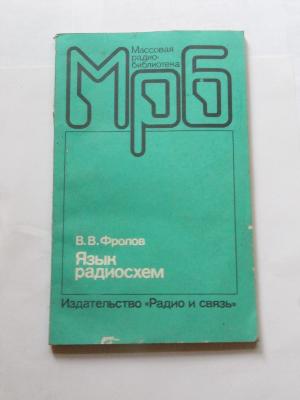 Массовая
радио-
библиотека
МРБ
В. В. Фролов
Язык
радиосхем
Издательство «Радио и связь»